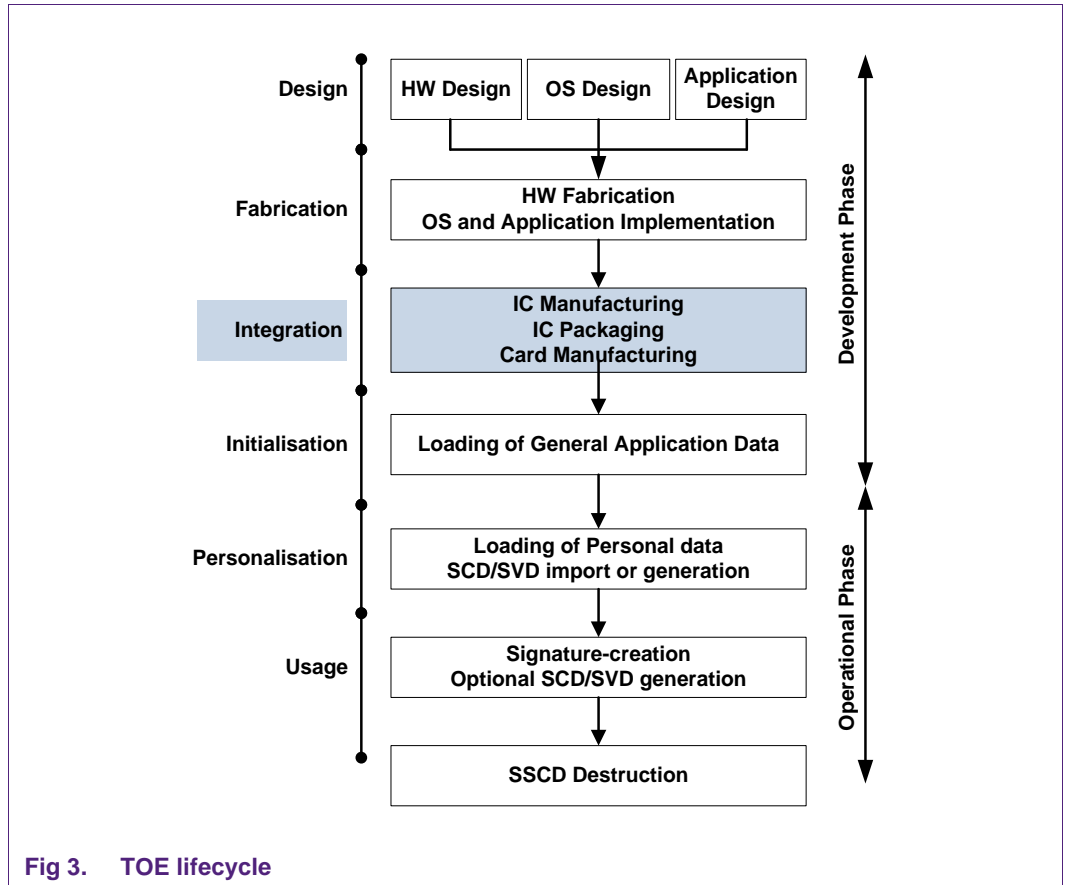 Design
HW Design
OS Design
Application
Design
Fabrication
HW Fabrication
OS and Application Implementation
Integration
IC Manufacturing
IC Packaging
Card Manufacturing
Initialisation
Loading of General Application Data
Personalisation
Loading of Personal data
SCD/SVD import or generation
Usage
Signature-creation
Optional SCD/SVD generation
SSCD Destruction
Development Phase
Operational Phase
Fig 3. TOE lifecycle